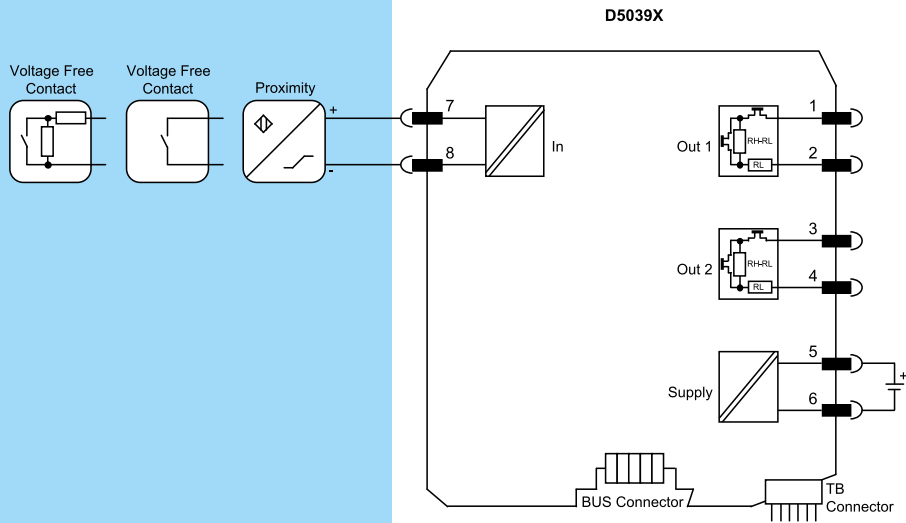 D5039X
Voltage Free
Contact
Voltage Free
Contact
Proximity
+
-
7
8
In
Out 1
RH-RL
RL
1
2
Out 2
RH-RL
RL
3
4
Supply
5
6
+
BUS Connector
TB
Connector